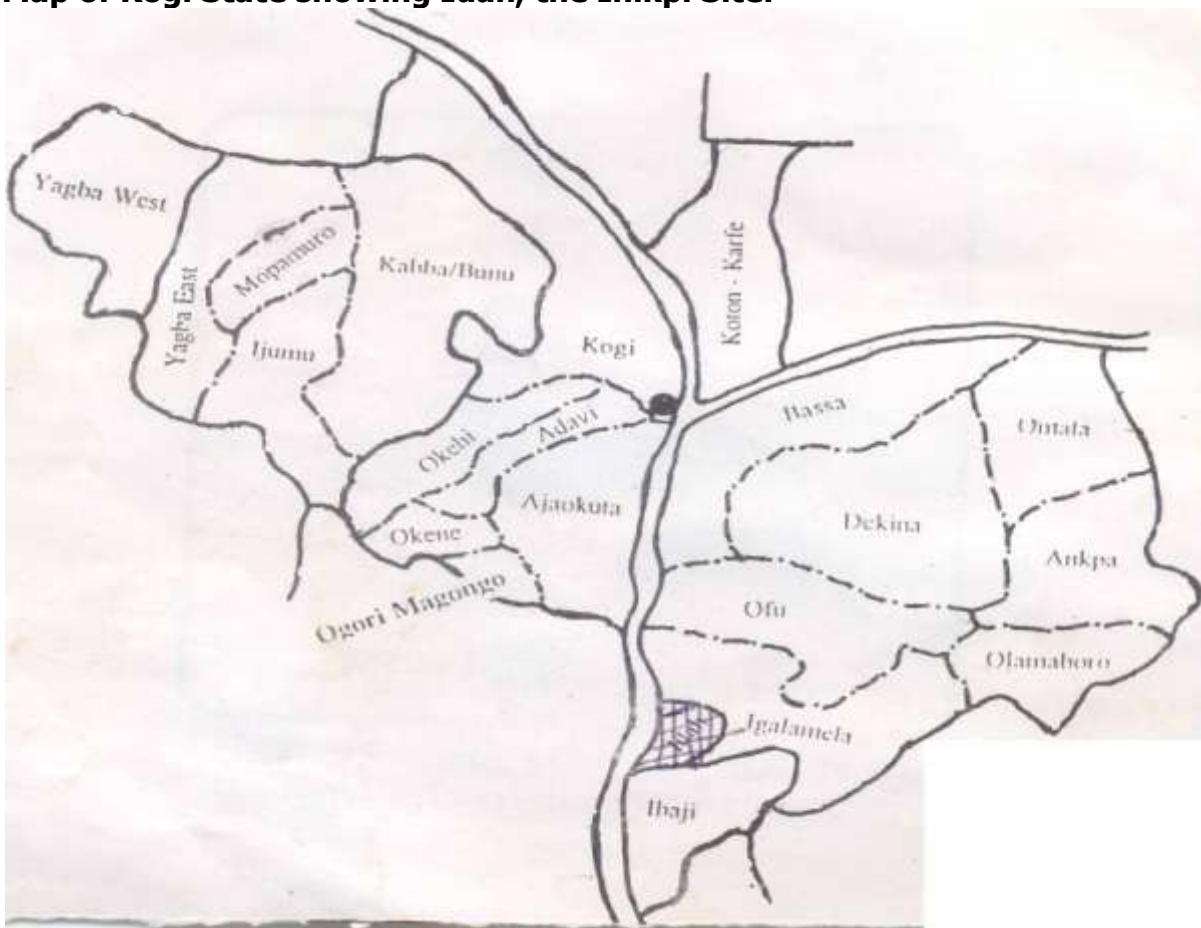 Map of Kogi State showing Idah, the Inikpi Site.
Yagba West
Mopamuro
Kabba/Bunu
Koton - Karfe
Yagba East
Ijumu
Kogi
Bassa
Omala
Okehi
Adavi
Ajaokuta
Dekina
Okene
Ankpa
Ogori Magongo
Ofu
Olamaboro
Igalamela
Ibaji